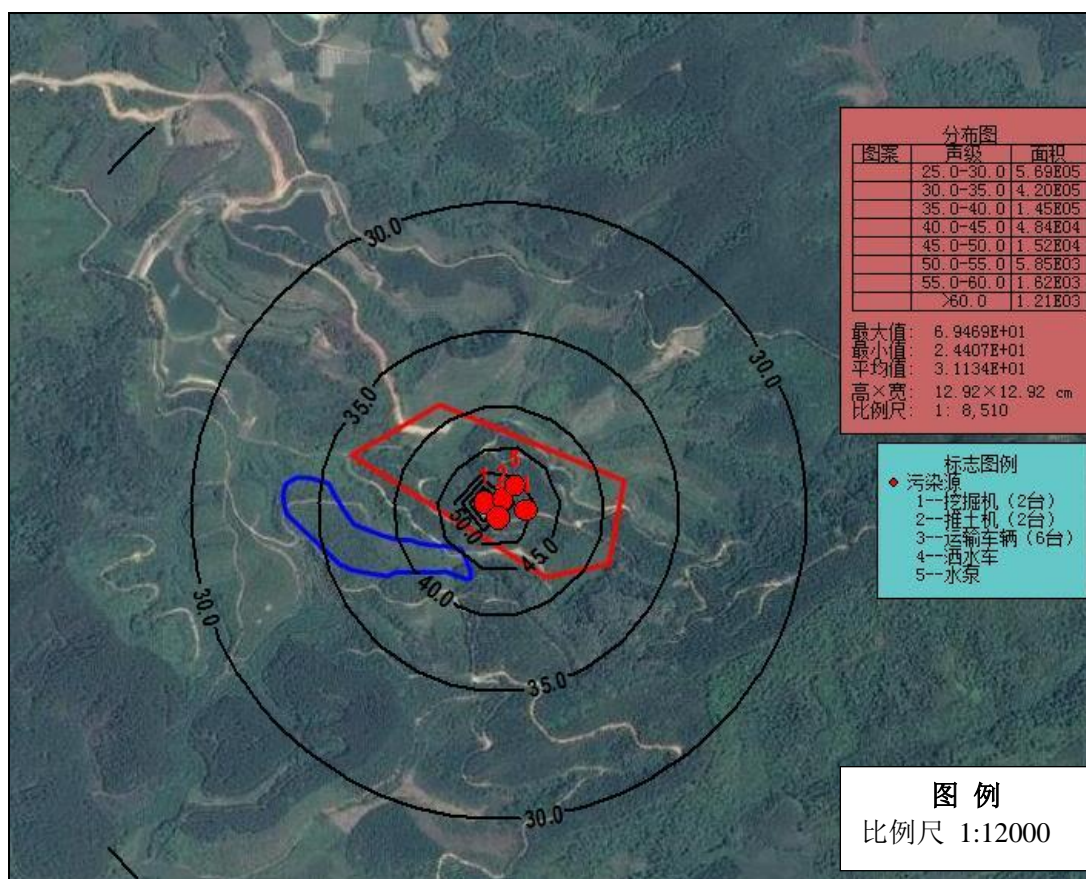 分布图
图案 声级 面积
25.0-30.0 5.69E05
30.0-35.0 4.20E05
35.0-40.0 1.45E05
40.0-45.0 4.84E04
45.0-50.0 1.52E04
50.0-55.0 5.85E03
55.0-60.0 1.62E03
>60.0 1.21E03
最大值: 6.9469E+01
最小值: 2.4407E+01
平均值: 3.1134E+01
高×宽: 12.92×12.92 cm
比例尺: 1: 8,510
标志图例
污染源
1--挖掘机（2台）
2--推土机（2台）
3--运输车辆（6台）
4--洒水车
5--水泵
30.0
35.0
30.0
50.0
45.0
40.0
30.0
35.0
30.0
图 例
比例尺 1:12000